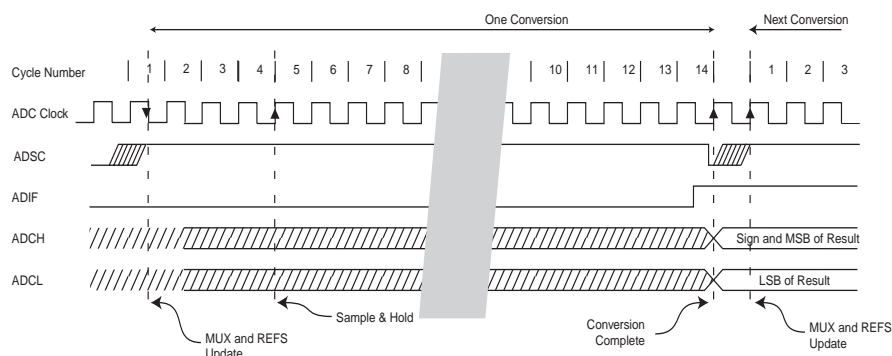 One Conversion
Next Conversion
Cycle Number 1 2 3 4 5 6 7 8 10 11 12 13 14 1 2 3
ADC Clock
ADSC
ADIF
ADCH
Sign and MSB of Result
ADCL
LSB of Result
MUX and REFS
Update
Sample & Hold
Conversion
Complete
MUX and REFS
Update